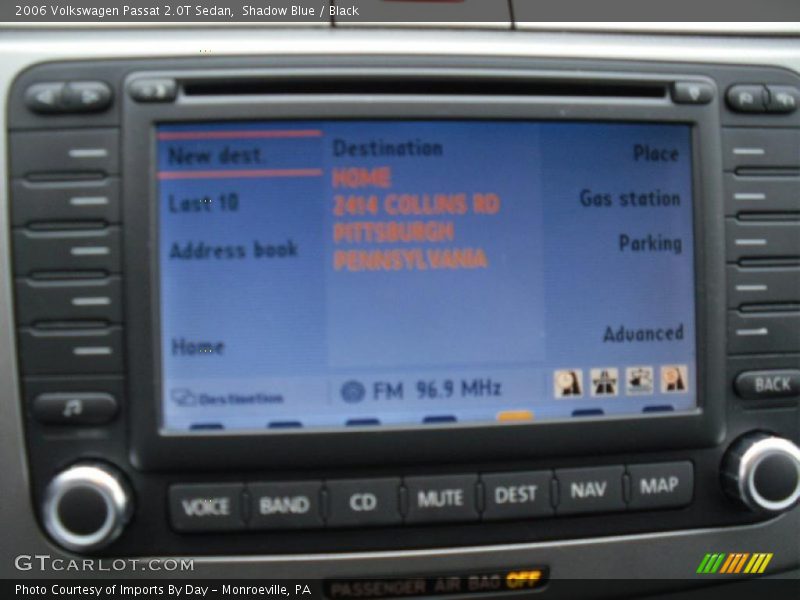 2006 Volkswagen Passat 2.0T Sedan, Shadow Blue / Black
New dest.
Destination
Place
HOME
2414 COLLINS RD
Last 10
Gas station
PITTSBURGH
Address book
Parking
PENNSYLVANIA
Home
Advanced
Destination
FM 96.9 MHz
BACK
VOICE
BAND
CD
MUTE
DEST
NAV
MAP
GTCARLOT.COM
PASSENGER AIR BAG OFF
Photo Courtesy of Imports By Day – Monroeville, PA